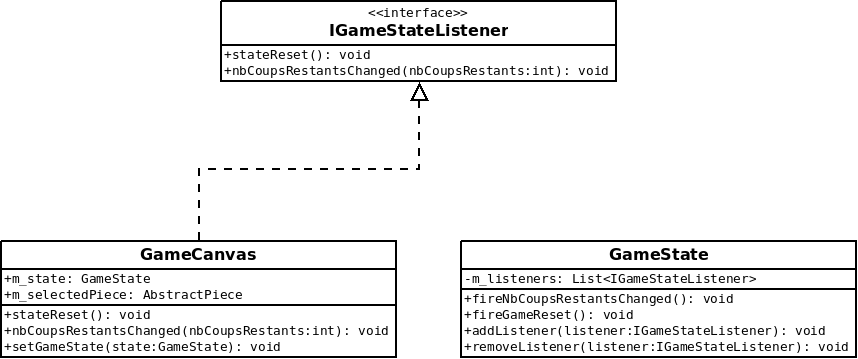 <<interface>>
IGameStateListener
+stateReset(): void
+nbCoupsRestantsChanged(nbCoupsRestants:int): void
GameCanvas
+m_state: GameState
+m_selectedPiece: AbstractPiece
+stateReset(): void
+nbCoupsRestantsChanged(nbCoupsRestants:int): void
+setGameState(state:GameState): void
GameState
-m_listeners: List<IGameStateListener>
+fireNbCoupsRestantsChanged(): void
+fireGameReset(): void
+addListener(listener:IGameStateListener): void
+removeListener(listener:IGameStateListener): void